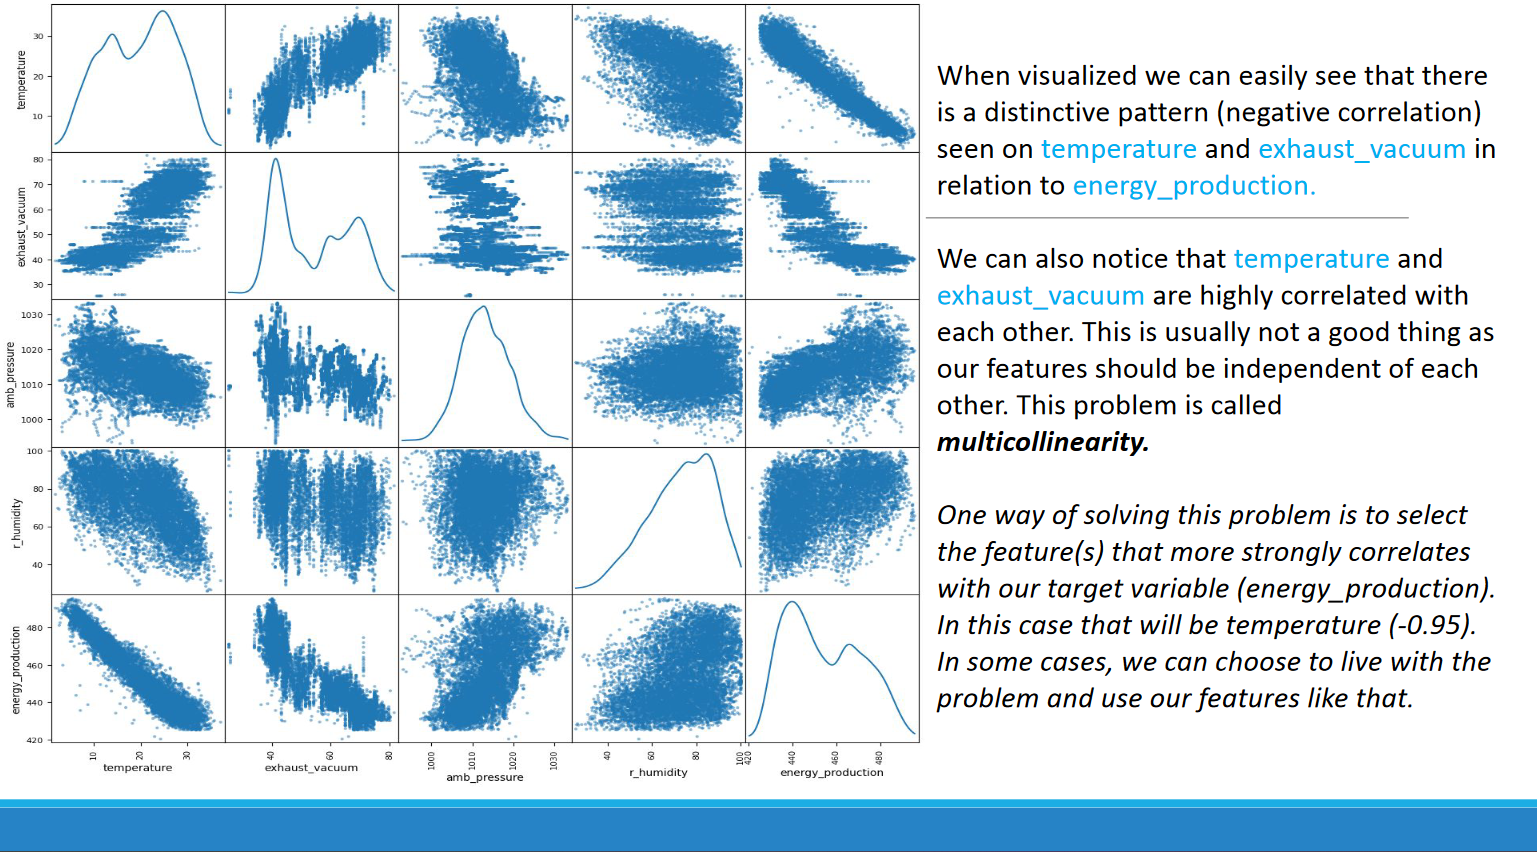 temperature
30
20
10
exhaust_vacuum
80
70
60
50
40
30
amb_pressure
1030
1020
1010
1000
r_humidity
100
80
60
40
energy_production
480
460
440
420
10
20
30
temperature
40
60
80
exhaust_vacuum
1000
1010
1020
1030
amb_pressure
40
60
80
100
r_humidity
420
440
460
480
energy_production
When visualized we can easily see that there
is a distinctive pattern (negative correlation)
seen on temperature and exhaust_vacuum in
relation to energy_production.
We can also notice that temperature and
exhaust_vacuum are highly correlated with
each other. This is usually not a good thing as
our features should be independent of each
other. This problem is called
multicollinearity.
One way of solving this problem is to select
the feature(s) that more strongly correlates
with our target variable (energy_production).
In this case that will be temperature (-0.95).
In some cases, we can choose to live with the
problem and use our features like that.